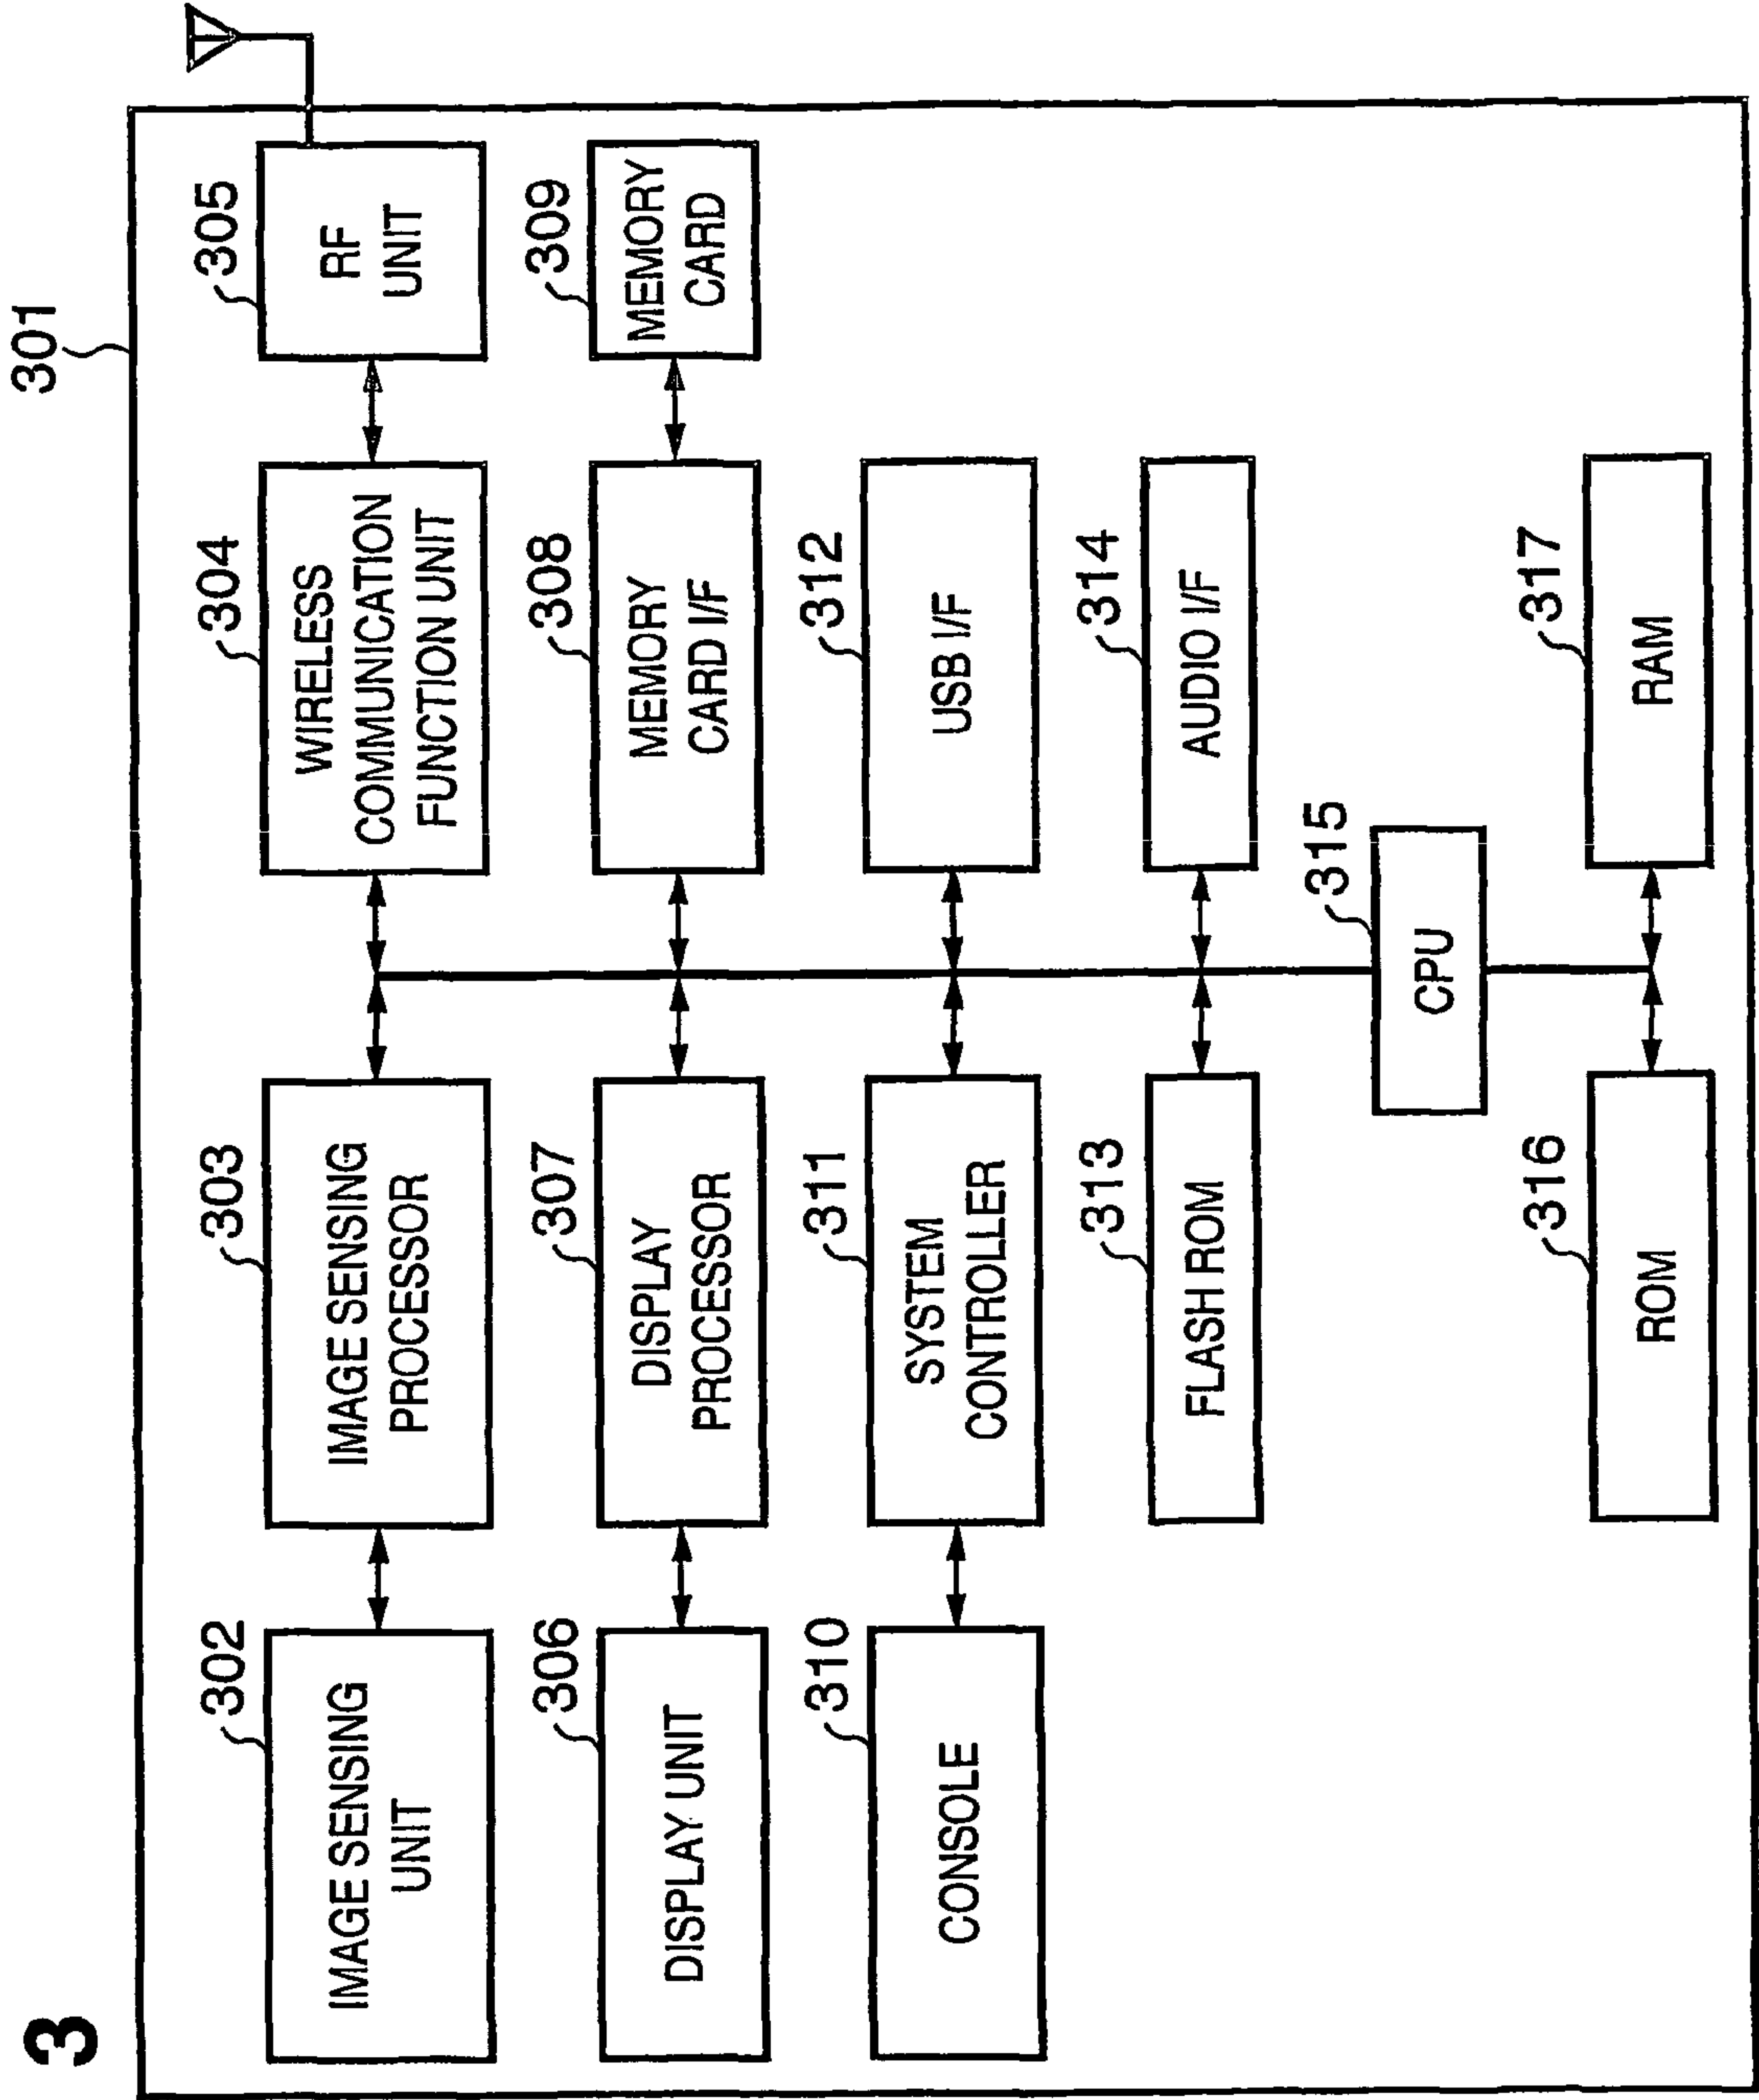 3
301
302
IMAGE SENSING
UNIT
303
IMAGE SENSING
PROCESSOR
304
WIRELESS
COMMUNICATION
FUNCTION UNIT
305
RF
UNIT
306
DISPLAY UNIT
307
DISPLAY
PROCESSOR
308
MEMORY
CARD I/F
309
MEMORY
CARD
310
CONSOLE
311
SYSTEM
CONTROLLER
312
USB I/F
313
FLASH ROM
314
AUDIO I/F
315
CPU
316
ROM
317
RAM